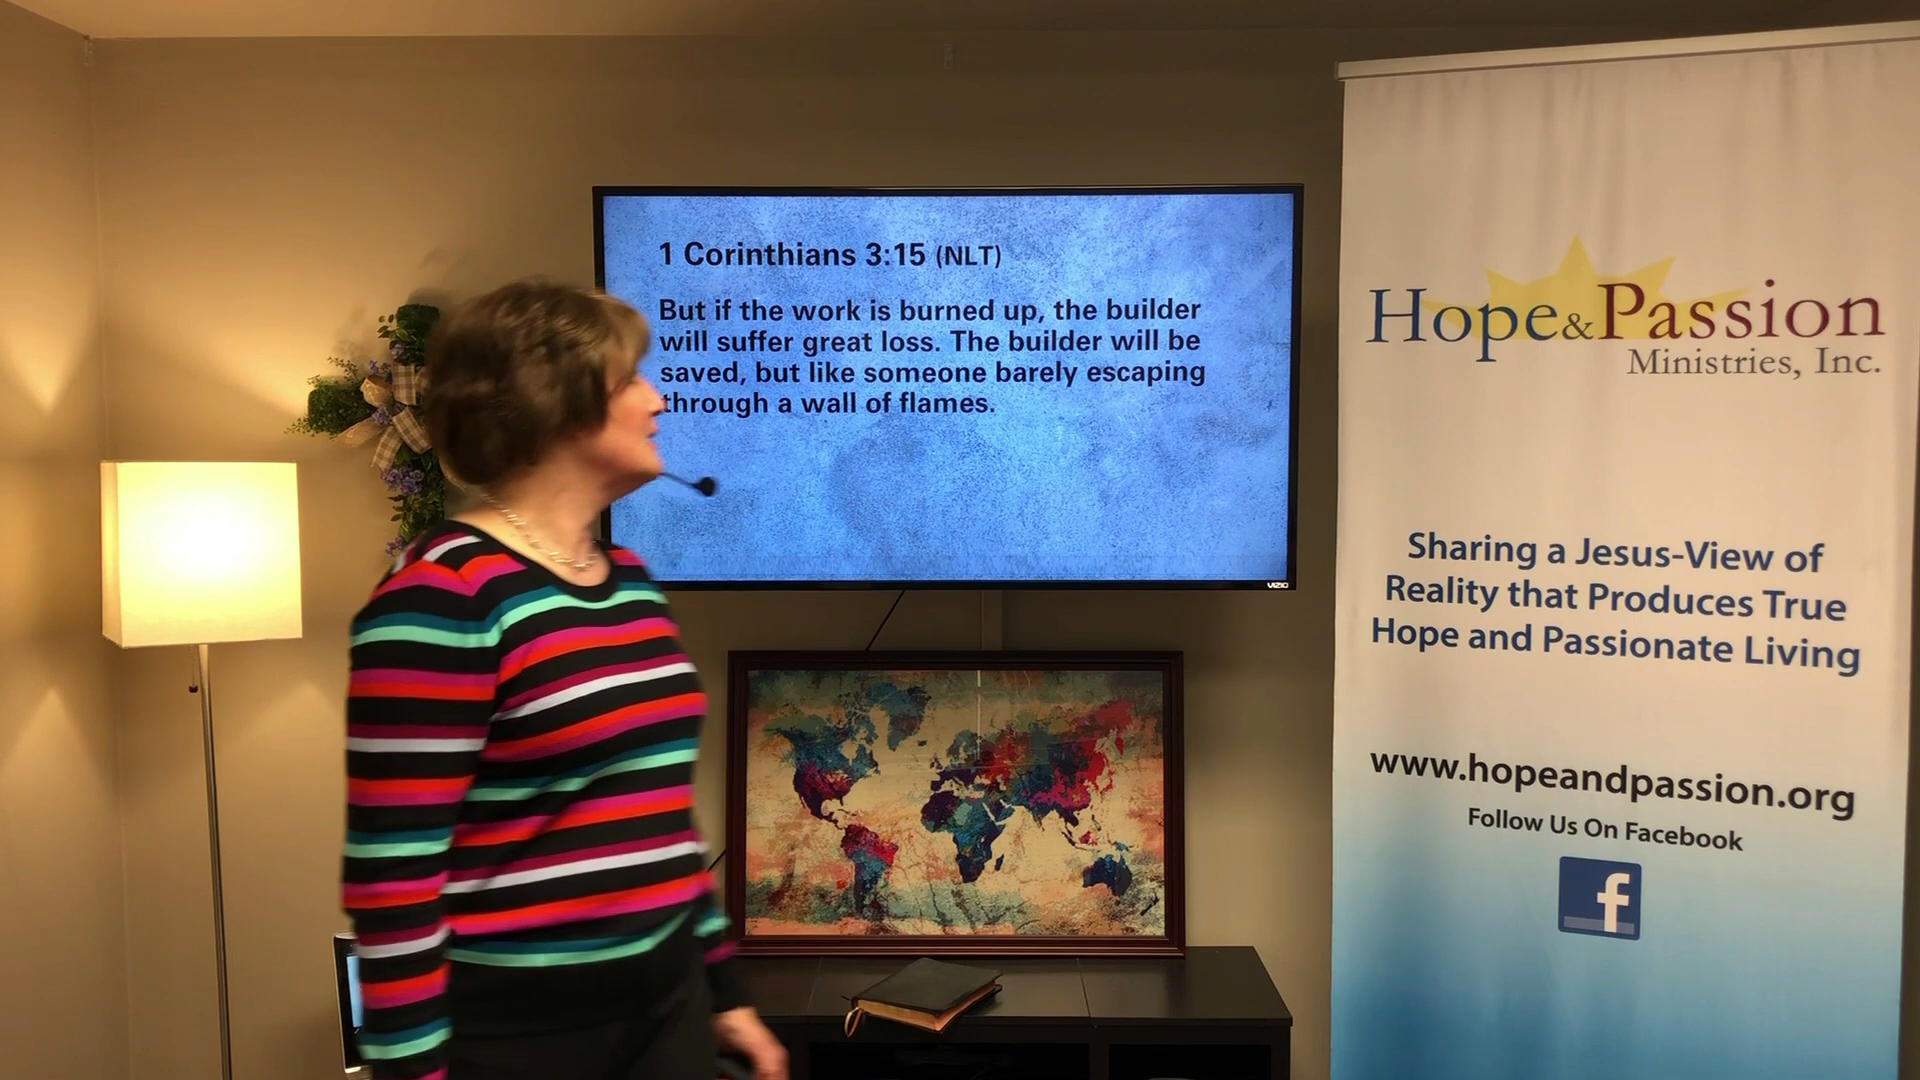 1 Corinthians 3:15 (NLT)
But if the work is burned up, the builder
will suffer great loss. The builder will be
saved, but like someone barely escaping
through a wall of flames.
VIZIO
Hope&Passion
Ministries, Inc.
Sharing a Jesus-View of
Reality that Produces True
Hope and Passionate Living
www.hopeandpassion.org
Follow Us On Facebook
f